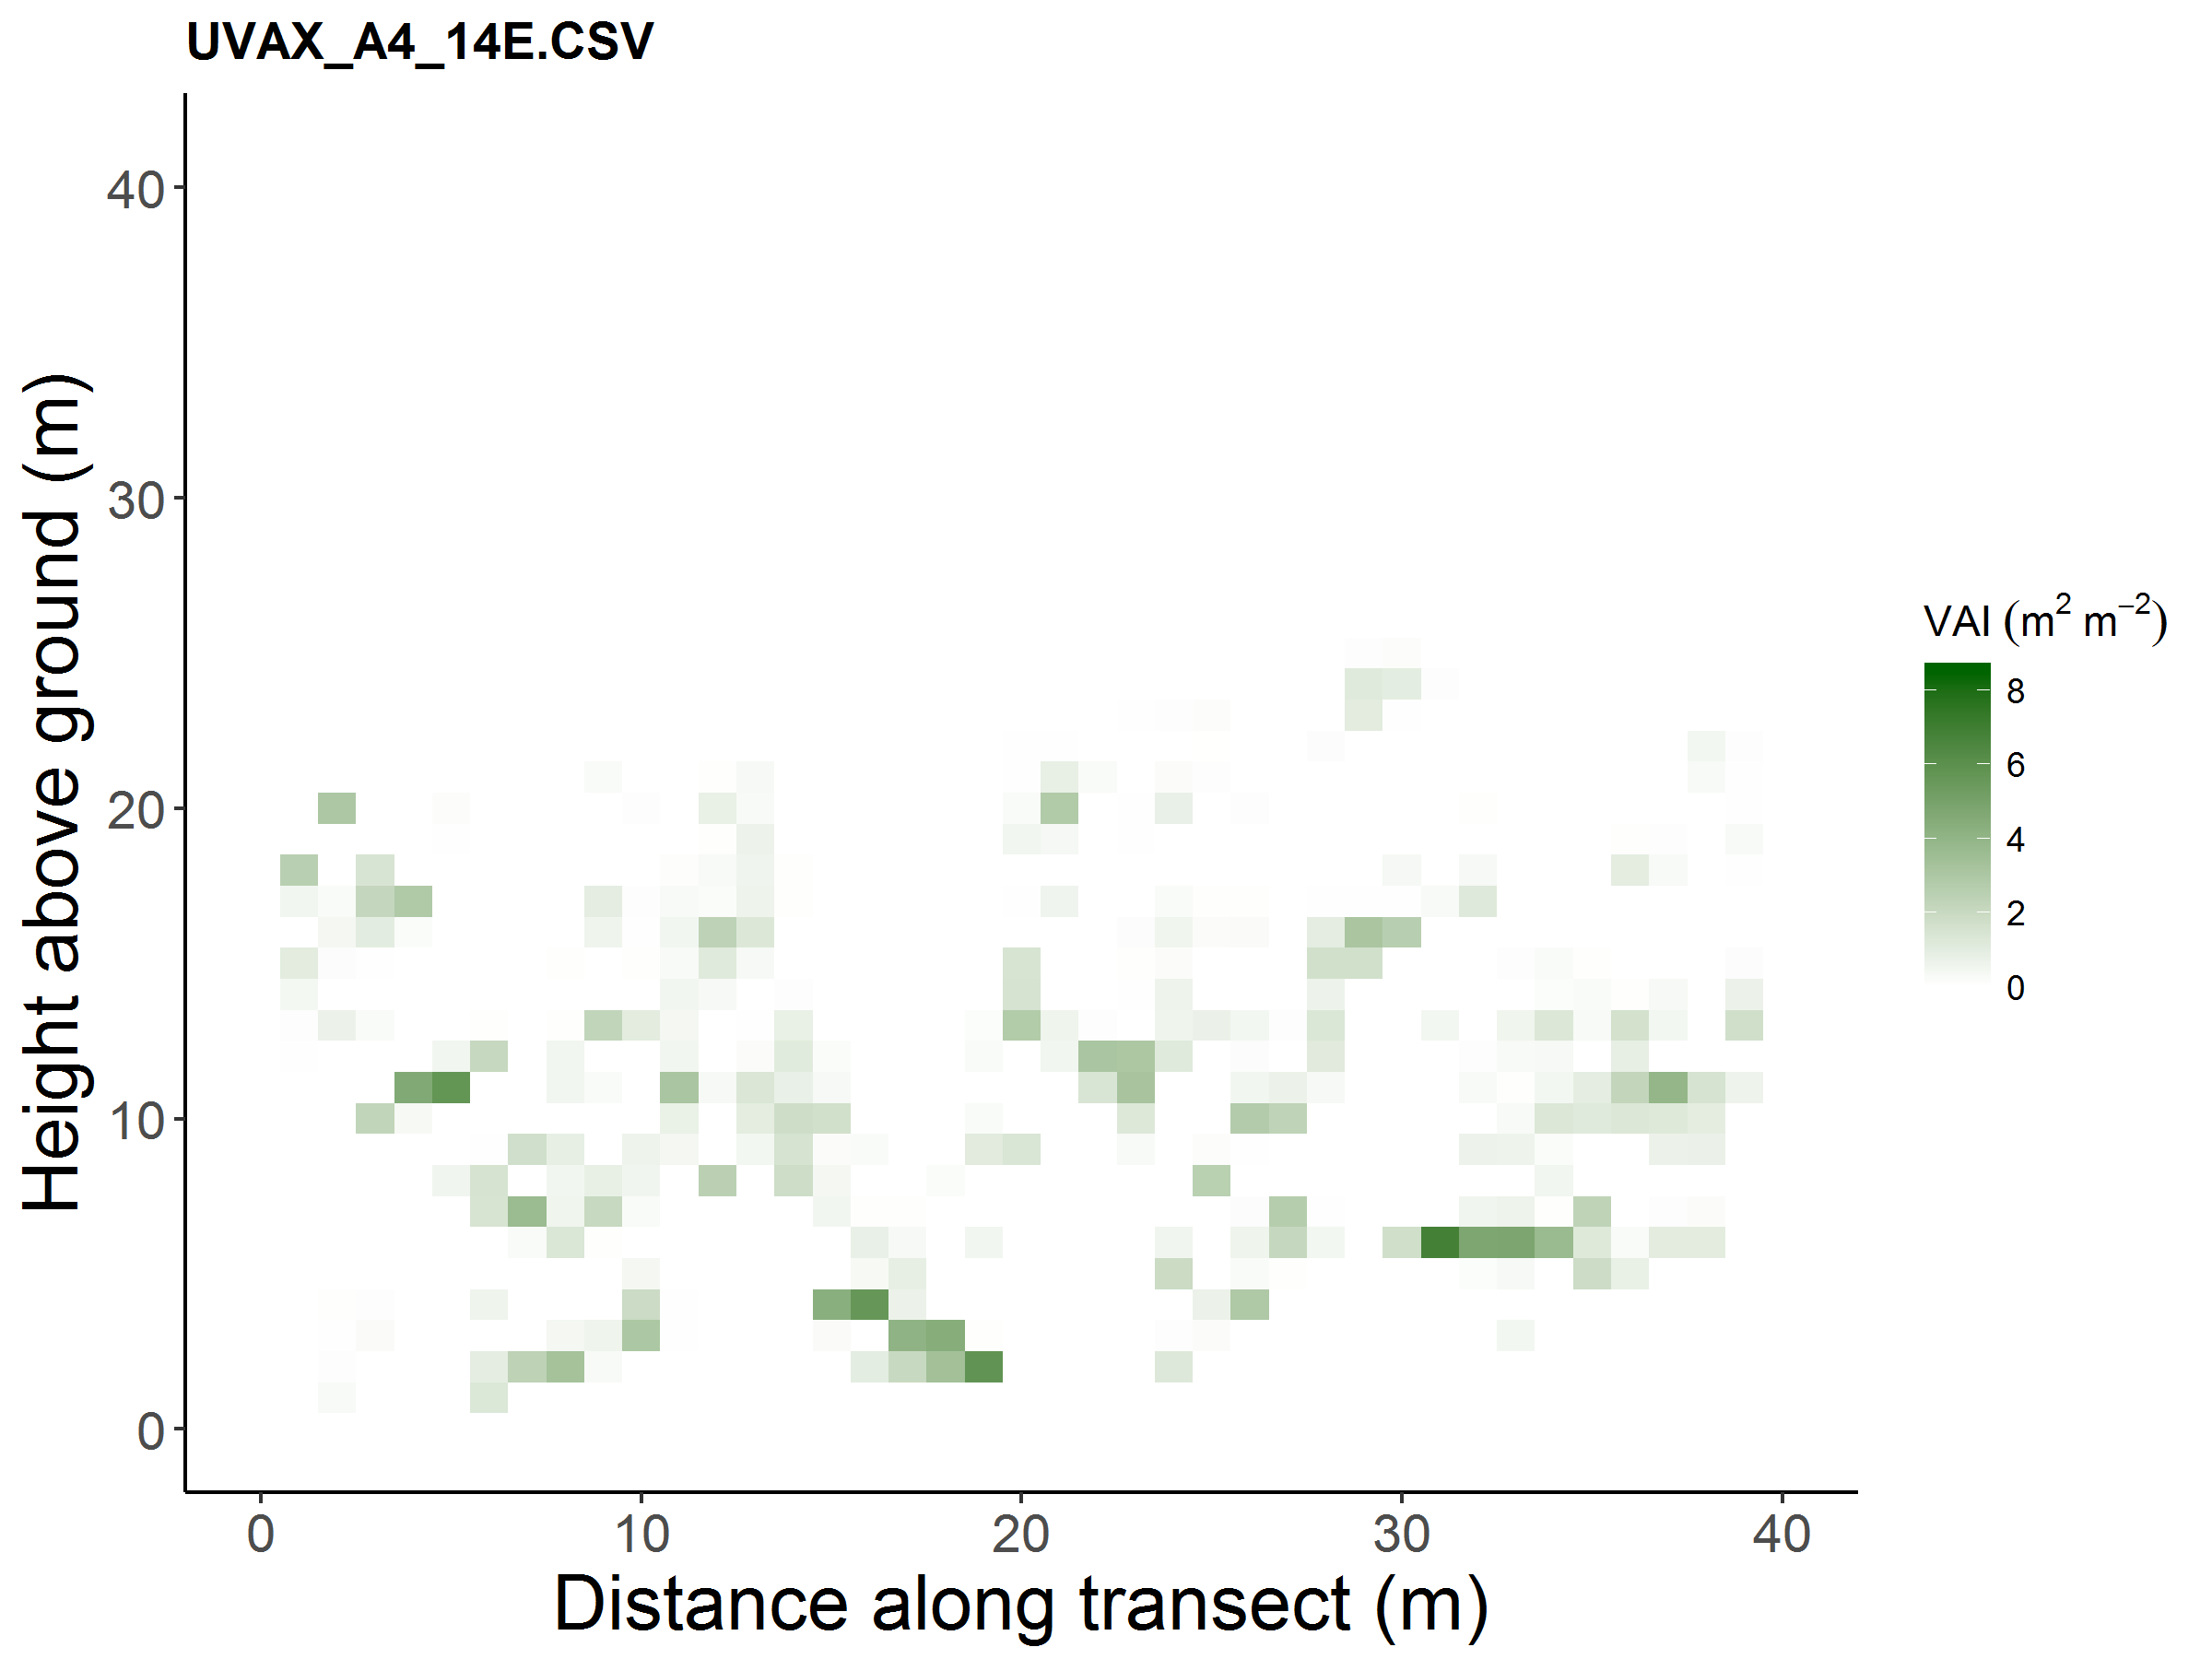 UVAX_A4_14E.CSV
Height above ground (m)
40
30
20
10
0
0 10 20 30 40
Distance along transect (m)
VAI (m² m⁻²)
8
6
4
2
0